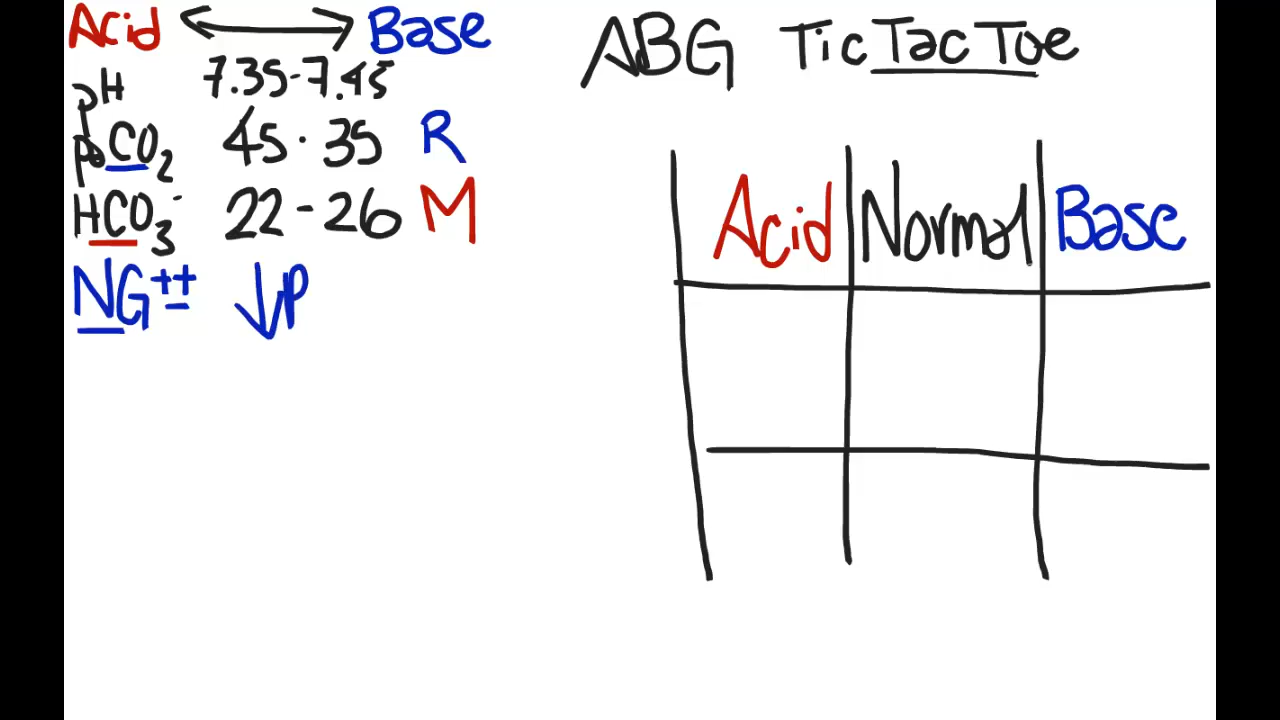 Acid ⟷ Base
pH 7.35-7.45
pCO2 45 · 35 R
HCO3- 22 - 26 M
NG++ ↓P
ABG TicTacToe
Acid Normal Base